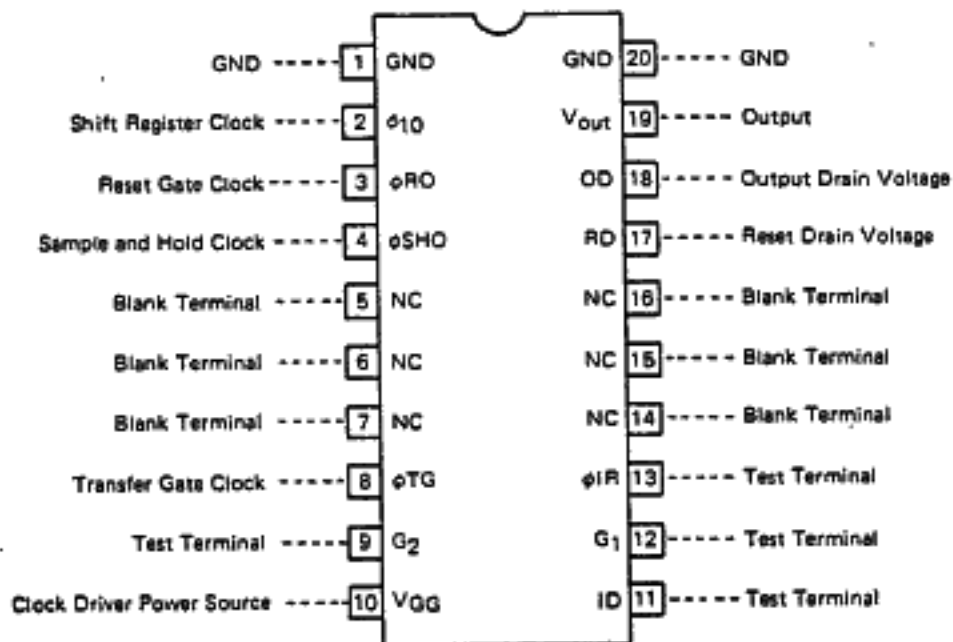 GND 1 GND GND 20 GND
Shift Register Clock 2 ϕ10 Vout 19 Output
Reset Gate Clock 3 ϕRO OD 18 Output Drain Voltage
Sample and Hold Clock 4 ϕSHO RD 17 Reset Drain Voltage
Blank Terminal 5 NC NC 16 Blank Terminal
Blank Terminal 6 NC NC 15 Blank Terminal
Blank Terminal 7 NC NC 14 Blank Terminal
Transfer Gate Clock 8 ϕTG ϕIR 13 Test Terminal
Test Terminal 9 G2 G1 12 Test Terminal
Clock Driver Power Source 10 VGG ID 11 Test Terminal